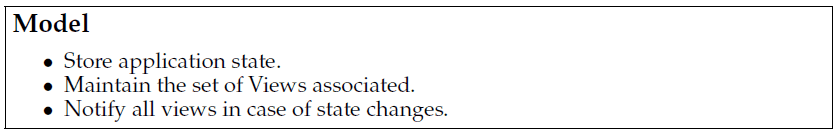 Model
• Store application state.
• Maintain the set of Views associated.
• Notify all views in case of state changes.